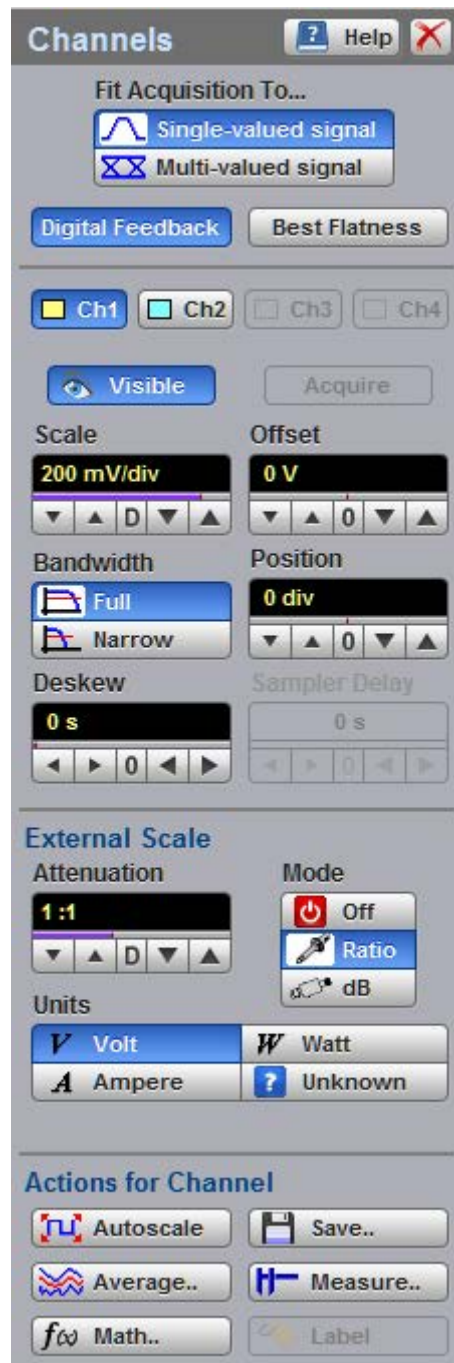 Channels ? Help
Fit Acquisition To...
Single-valued signal
Multi-valued signal
Digital Feedback Best Flatness
Ch1 Ch2 Ch3 Ch4
Visible Acquire
Scale Offset
200 mV/div 0 V
D 0
Bandwidth Position
Full 0 div
Narrow 0
Deskew Sampler Delay
0 s 0 s
0 0
External Scale
Attenuation Mode
1 :1 Off
D Ratio
dB
Units
V Volt W Watt
A Ampere ? Unknown
Actions for Channel
Autoscale Save..
Average.. Measure..
f(ω) Math.. Label